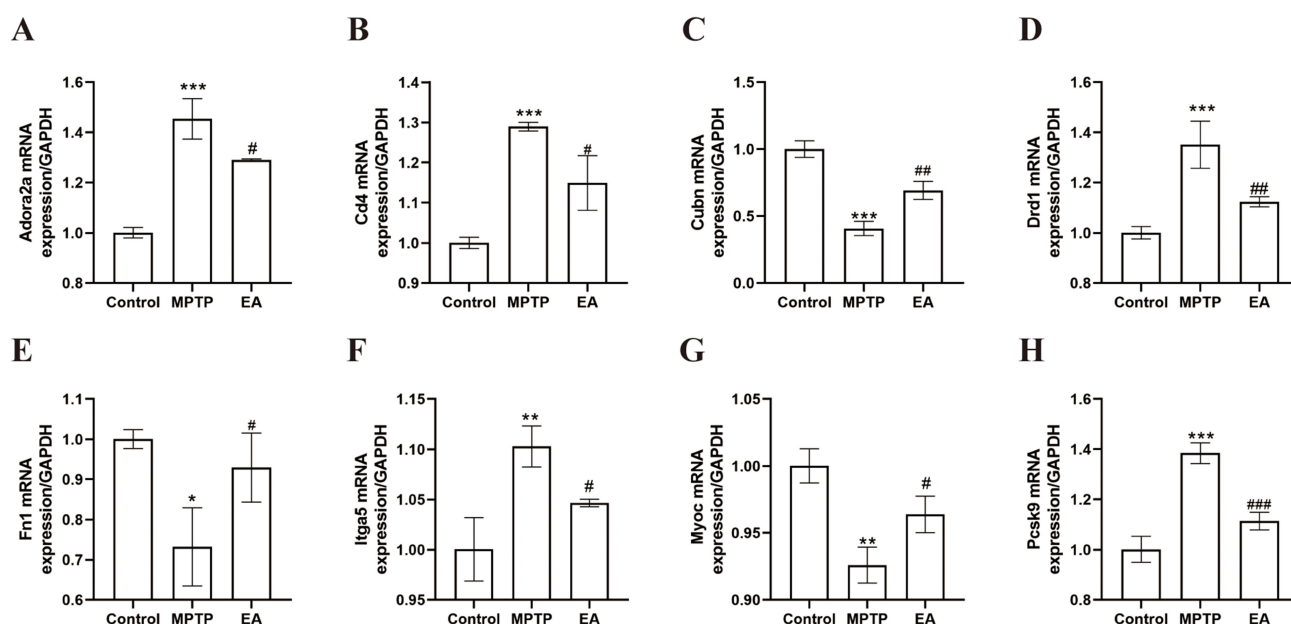 A
Adora2a mRNA
expression/GAPDH
1.6
1.4
1.2
1.0
0.8
***
#
Control MPTP EA
B
Cd4 mRNA
expression/GAPDH
1.4
1.3
1.2
1.1
1.0
0.9
***
#
Control MPTP EA
C
Cubn mRNA
expression/GAPDH
1.5
1.0
0.5
0.0
***
##
Control MPTP EA
D
Drd1 mRNA
expression/GAPDH
1.6
1.4
1.2
1.0
0.8
***
##
Control MPTP EA
E
Fn1 mRNA
expression/GAPDH
1.1
1.0
0.9
0.8
0.7
0.6
*
#
Control MPTP EA
F
Itga5 mRNA
expression/GAPDH
1.15
1.10
1.05
1.00
0.95
**
#
Control MPTP EA
G
Myoc mRNA
expression/GAPDH
1.05
1.00
0.95
0.90
**
#
Control MPTP EA
H
Pcsk9 mRNA
expression/GAPDH
1.6
1.4
1.2
1.0
0.8
***
###
Control MPTP EA